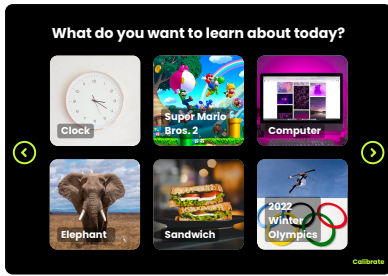 What do you want to learn about today?
Clock
Super Mario
Bros. 2
Computer
Elephant
Sandwich
2022
Winter
Olympics
Calibrate